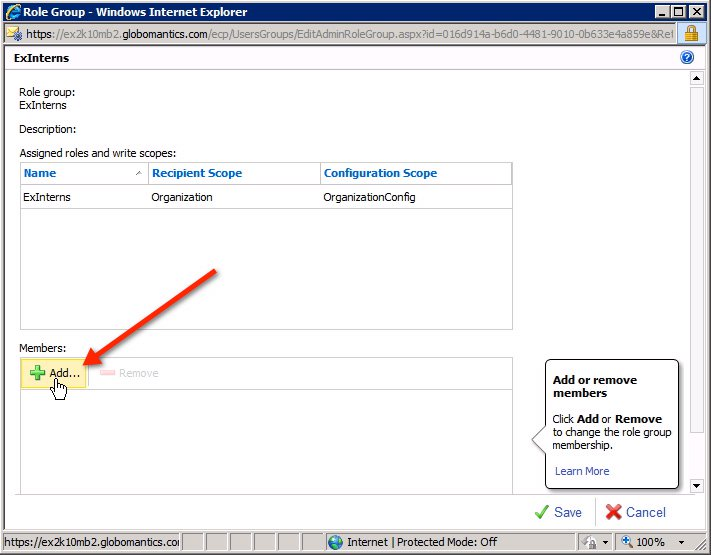 Role Group - Windows Internet Explorer
https://ex2k10mb2.globomantics.com/ecp/UsersGroups/EditAdminRoleGroup.aspx?id=016d914a-b6d0-4481-9010-0b633e4a859e&Ref
ExInterns
Role group:
ExInterns
Description:
Assigned roles and write scopes:
Name Recipient Scope Configuration Scope
ExInterns Organization OrganizationConfig
Members:
Add... Remove
Add or remove
members
Click Add or Remove
to change the role group
membership.
Learn More
Save Cancel
https://ex2k10mb2.globomantics.co Internet | Protected Mode: Off 100%